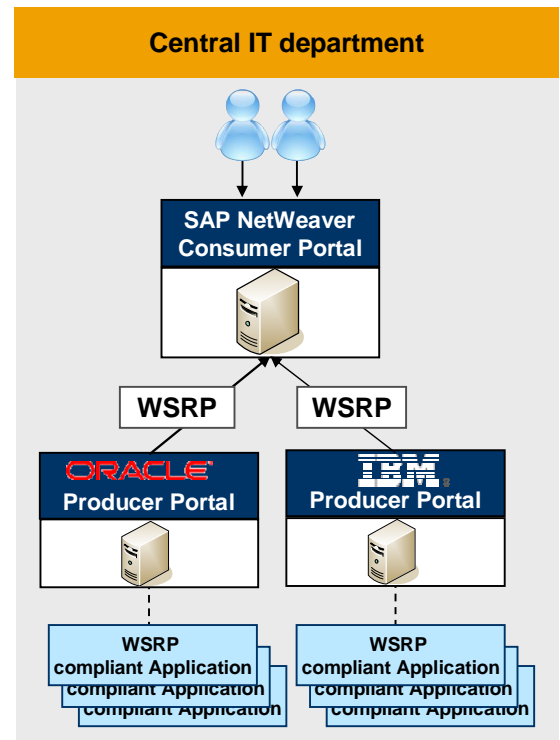 Central IT department
SAP NetWeaver
Consumer Portal
WSRP
WSRP
ORACLE
Producer Portal
IBM
Producer Portal
WSRP
compliant Application
compliant Application
compliant Application
WSRP
compliant Application
compliant Application
compliant Application